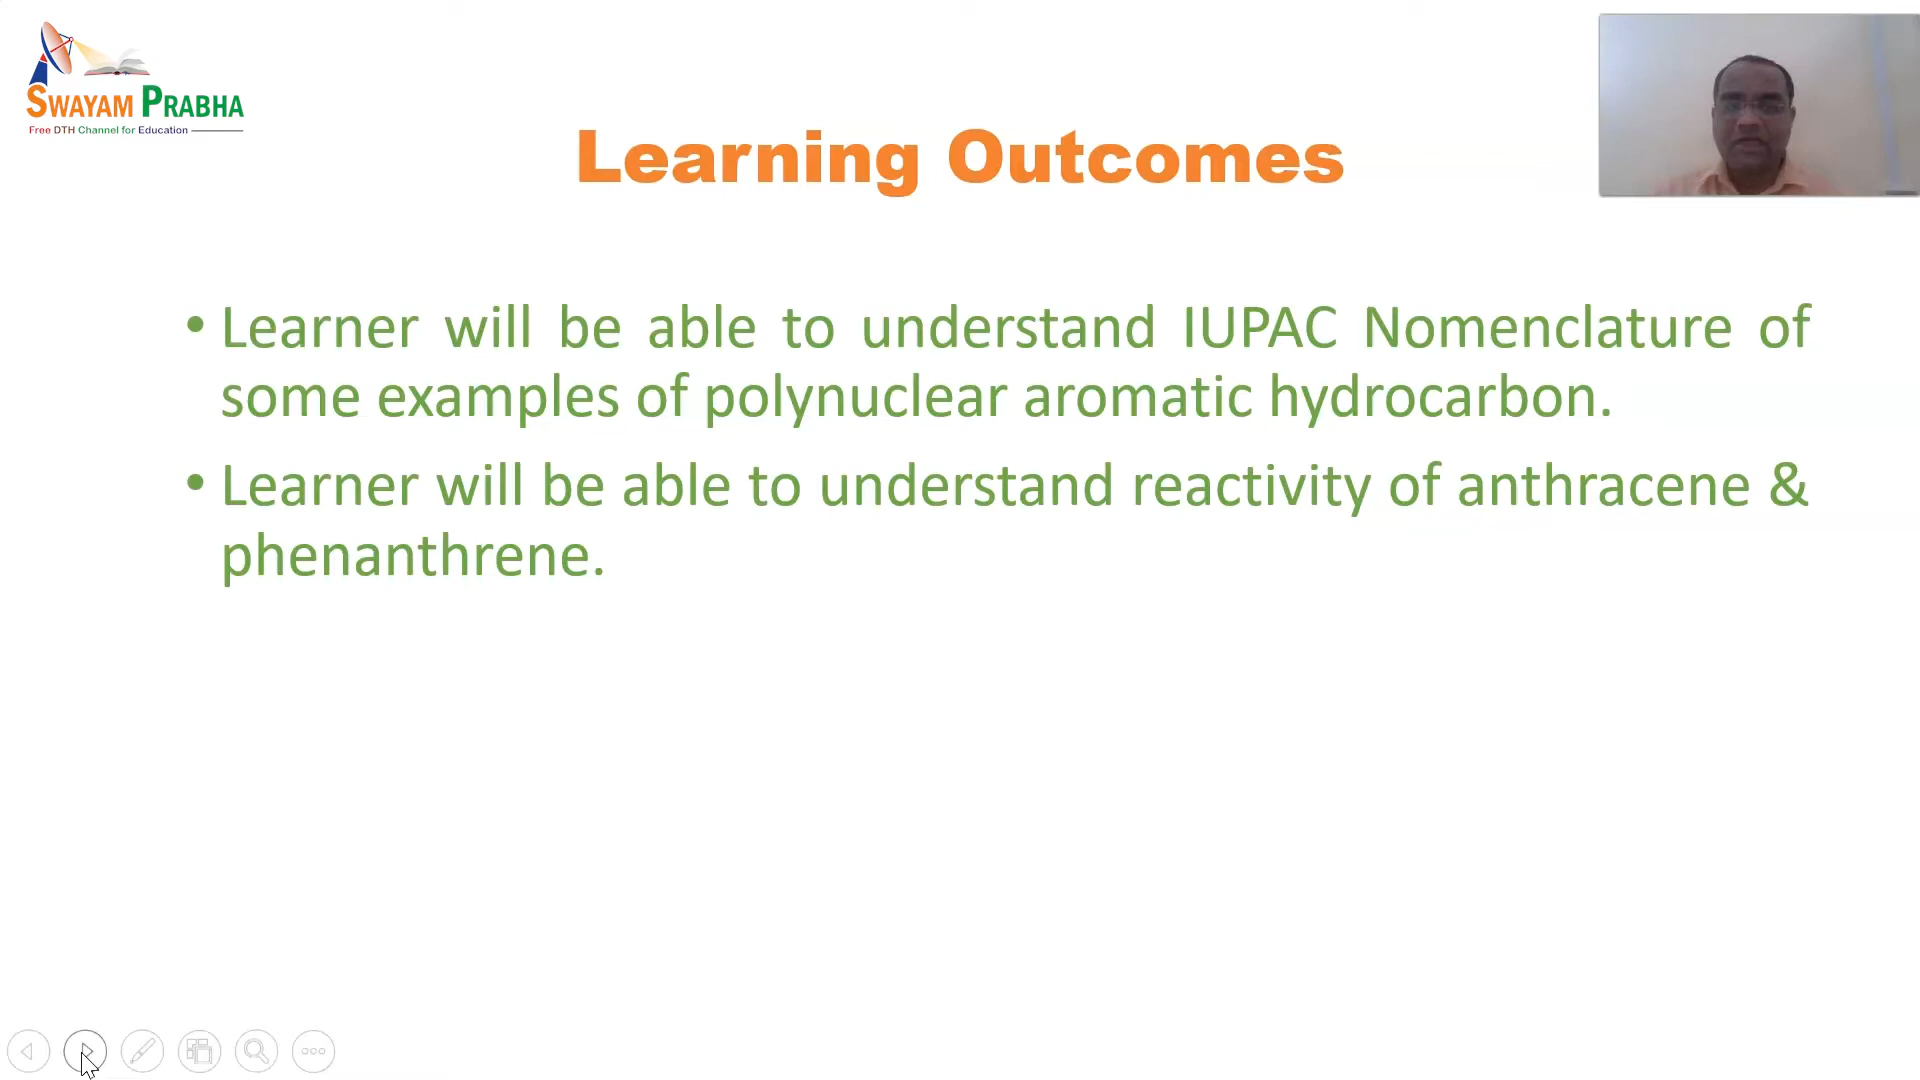 SWAYAM PRABHA
Free DTH Channel for Education
Learning Outcomes
• Learner will be able to understand IUPAC Nomenclature of
some examples of polynuclear aromatic hydrocarbon.
• Learner will be able to understand reactivity of anthracene &
phenanthrene.